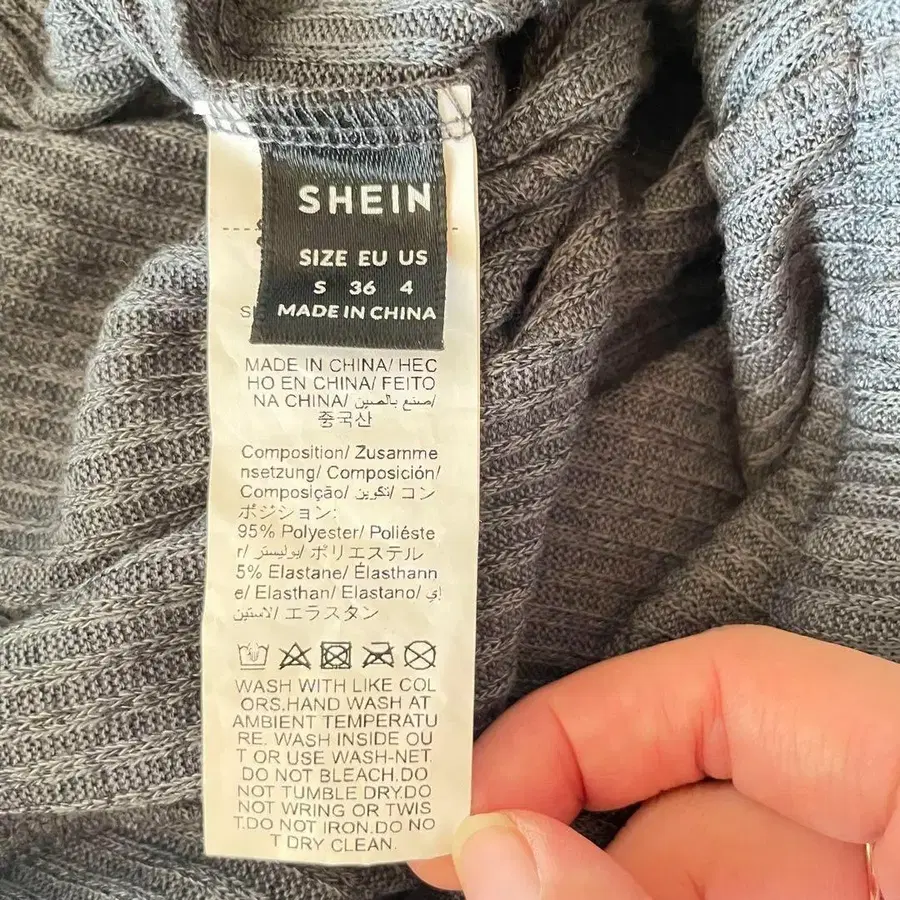 SHEIN
SIZE EU US
S 36 4
MADE IN CHINA
MADE IN CHINA/ HEC
HO EN CHINA/ FEITO
NA CHINA/ صنع بالصين/
중국산
Composition/ Zusamme
nsetzung/ Composición/
Composição/ تكوين/ コン
ポジション:
95% Polyester/ Poliéste
r/ بوليستر/ ポリエステル
5% Elastane/ Élasthann
e/ Elasthan/ Elastano/ إي
لاستين/ エラスタン
WASH WITH LIKE COL
ORS,HAND WASH AT
AMBIENT TEMPERATU
RE. WASH INSIDE OU
T OR USE WASH-NET.
DO NOT BLEACH.DO
NOT TUMBLE DRY.DO
NOT WRING OR TWIS
T.DO NOT IRON.DO NO
T DRY CLEAN.